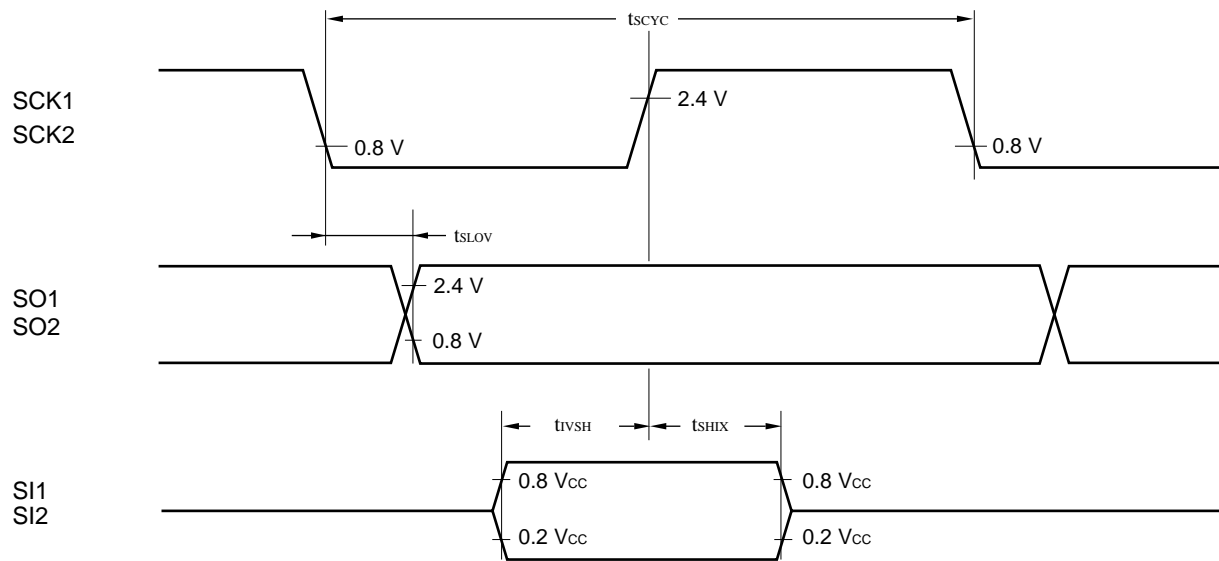 tSCYC
SCK1
SCK2
2.4 V
0.8 V
0.8 V
tSLOV
SO1
SO2
2.4 V
0.8 V
tIVSH
tSHIX
SI1
SI2
0.8 VCC
0.8 VCC
0.2 VCC
0.2 VCC